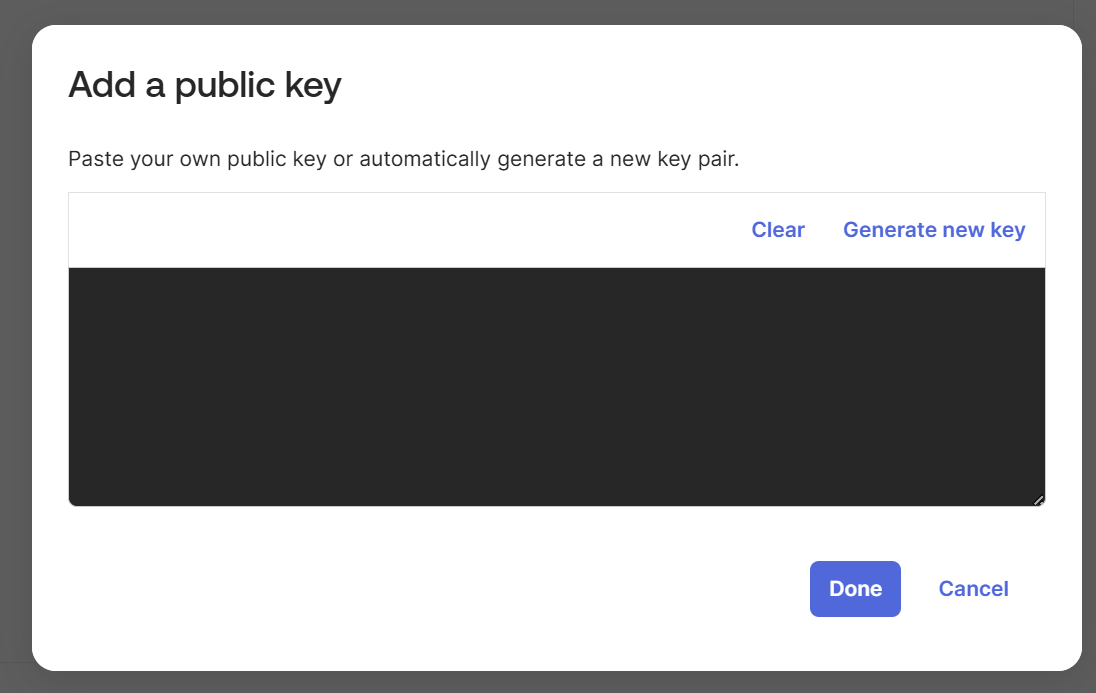 Add a public key
Paste your own public key or automatically generate a new key pair.
Clear Generate new key
Done Cancel